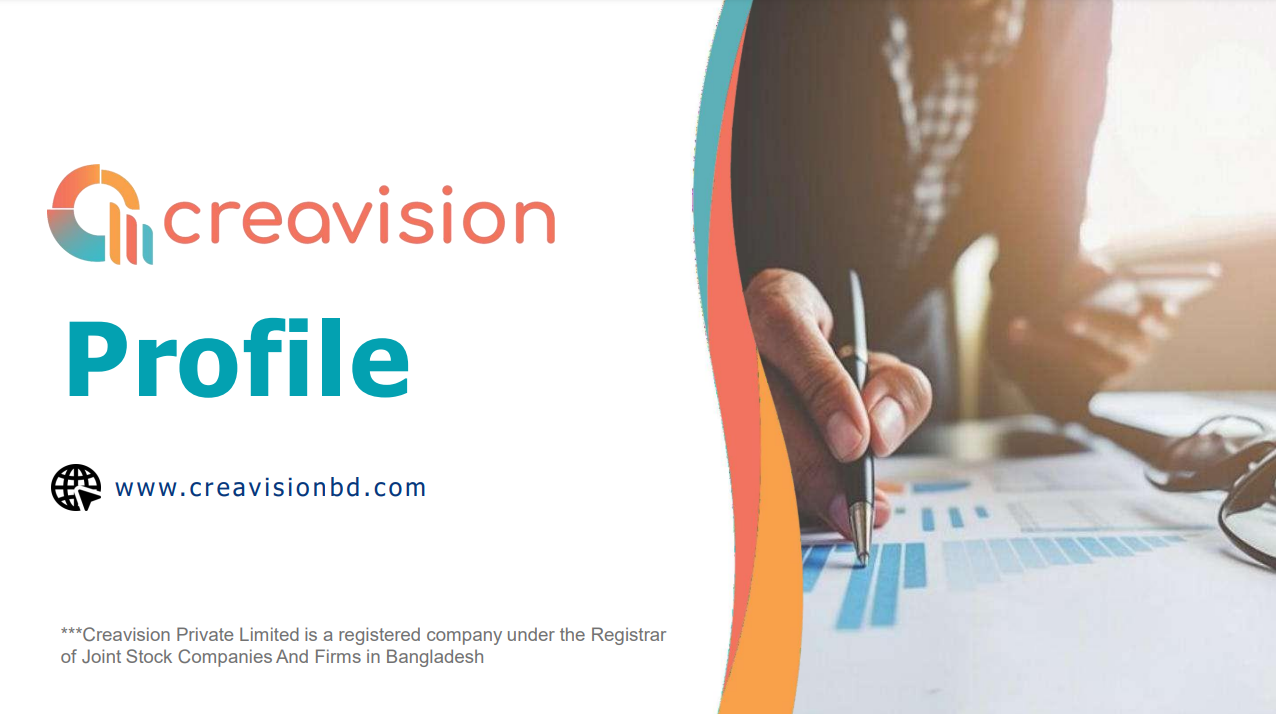 creavision
Profile
www.creavisionbd.com
***Creavision Private Limited is a registered company under the Registrar
of Joint Stock Companies And Firms in Bangladesh